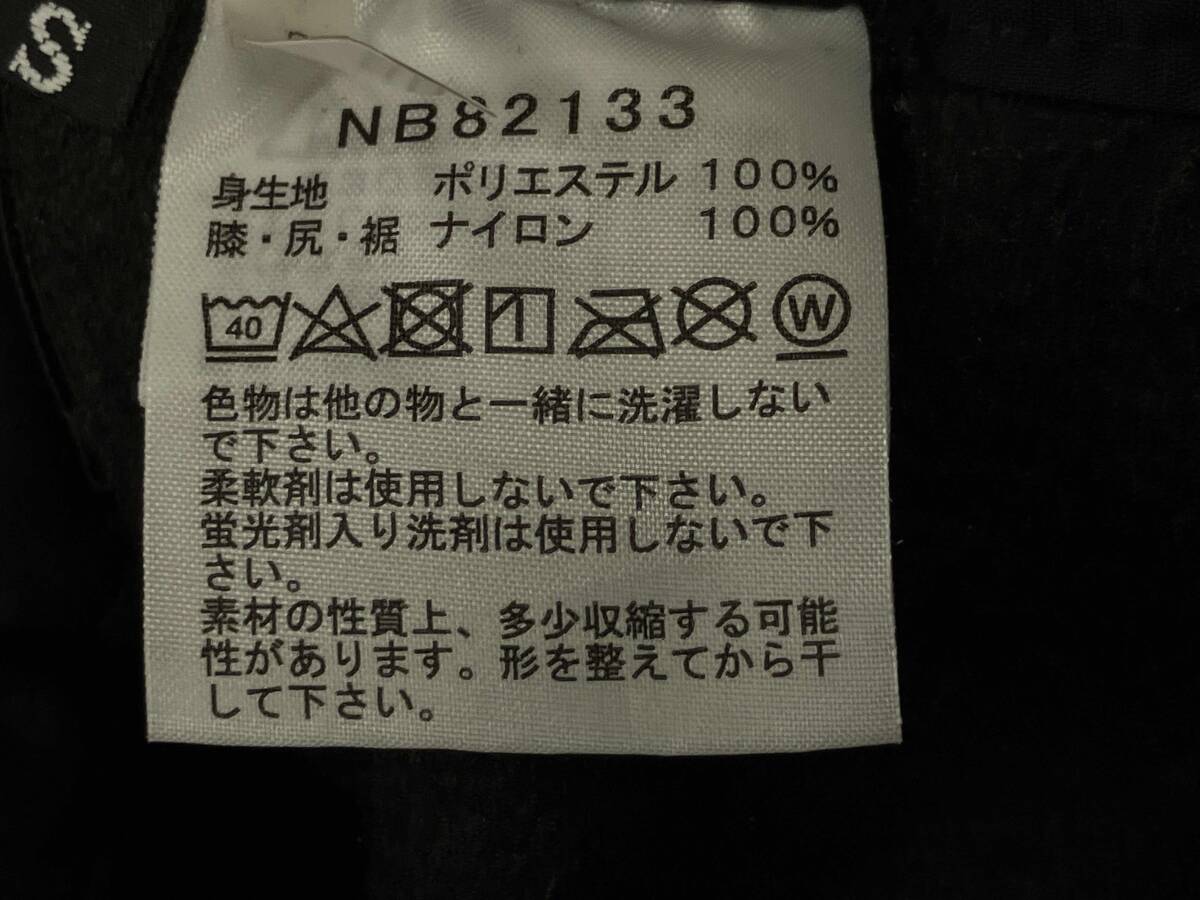 S
NB82133
身生地 ポリエステル 100%
膝・尻・裾 ナイロン 100%
40 W
色物は他の物と一緒に洗濯しない
で下さい。
柔軟剤は使用しないで下さい。
蛍光剤入り洗剤は使用しないで下
さい。
素材の性質上、多少収縮する可能
性があります。形を整えてから干
して下さい。